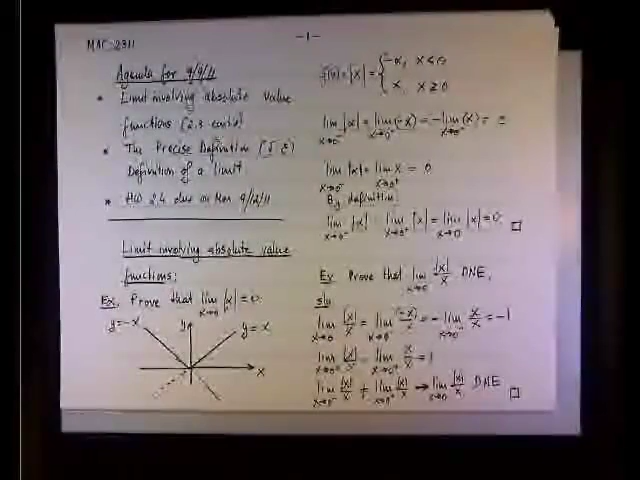 MAC 2311
-1-
Agenda for 9/9/11
• Limit involving absolute value
functions (2.3 cont'd)
• The Precise Definition (δ ε)
Definition of a limit
• HW 2.4 due on Mon 9/12/11
Limit involving absolute value
functions:
Ex. Prove that lim x→0 |x| = 0.
y=-x y y=x
x
f(x) = |x| = { -x, x<0
x, x≥0
lim x→0⁻ |x| = lim x→0⁻ (-x) = -lim x→0⁻ (x) = 0
lim x→0⁺ |x| = lim x→0⁺ x = 0
By definition
lim x→0⁻ |x| = lim x→0⁺ |x| = lim x→0 |x| = 0. □
Ex Prove that lim x→0 |x|/x DNE.
sln
lim x→0⁻ |x|/x = lim x→0⁻ (-x)/x = -lim x→0⁻ x/x = -1
lim x→0⁺ |x|/x = lim x→0⁺ x/x = 1
lim x→0⁻ |x|/x ≠ lim x→0⁺ |x|/x → lim x→0 |x|/x DNE □